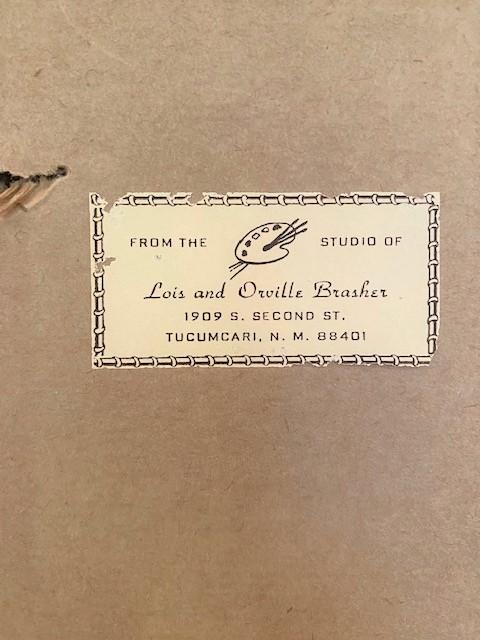 FROM THE STUDIO OF
Lois and Orville Brasher
1909 S. SECOND ST.
TUCUMCARI, N. M. 88401